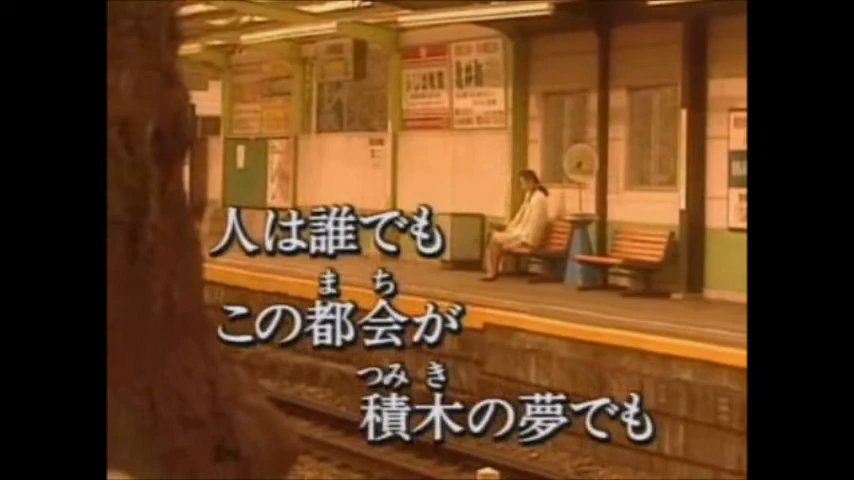 人は誰でも
まち
この都会が
つみき
積木の夢でも